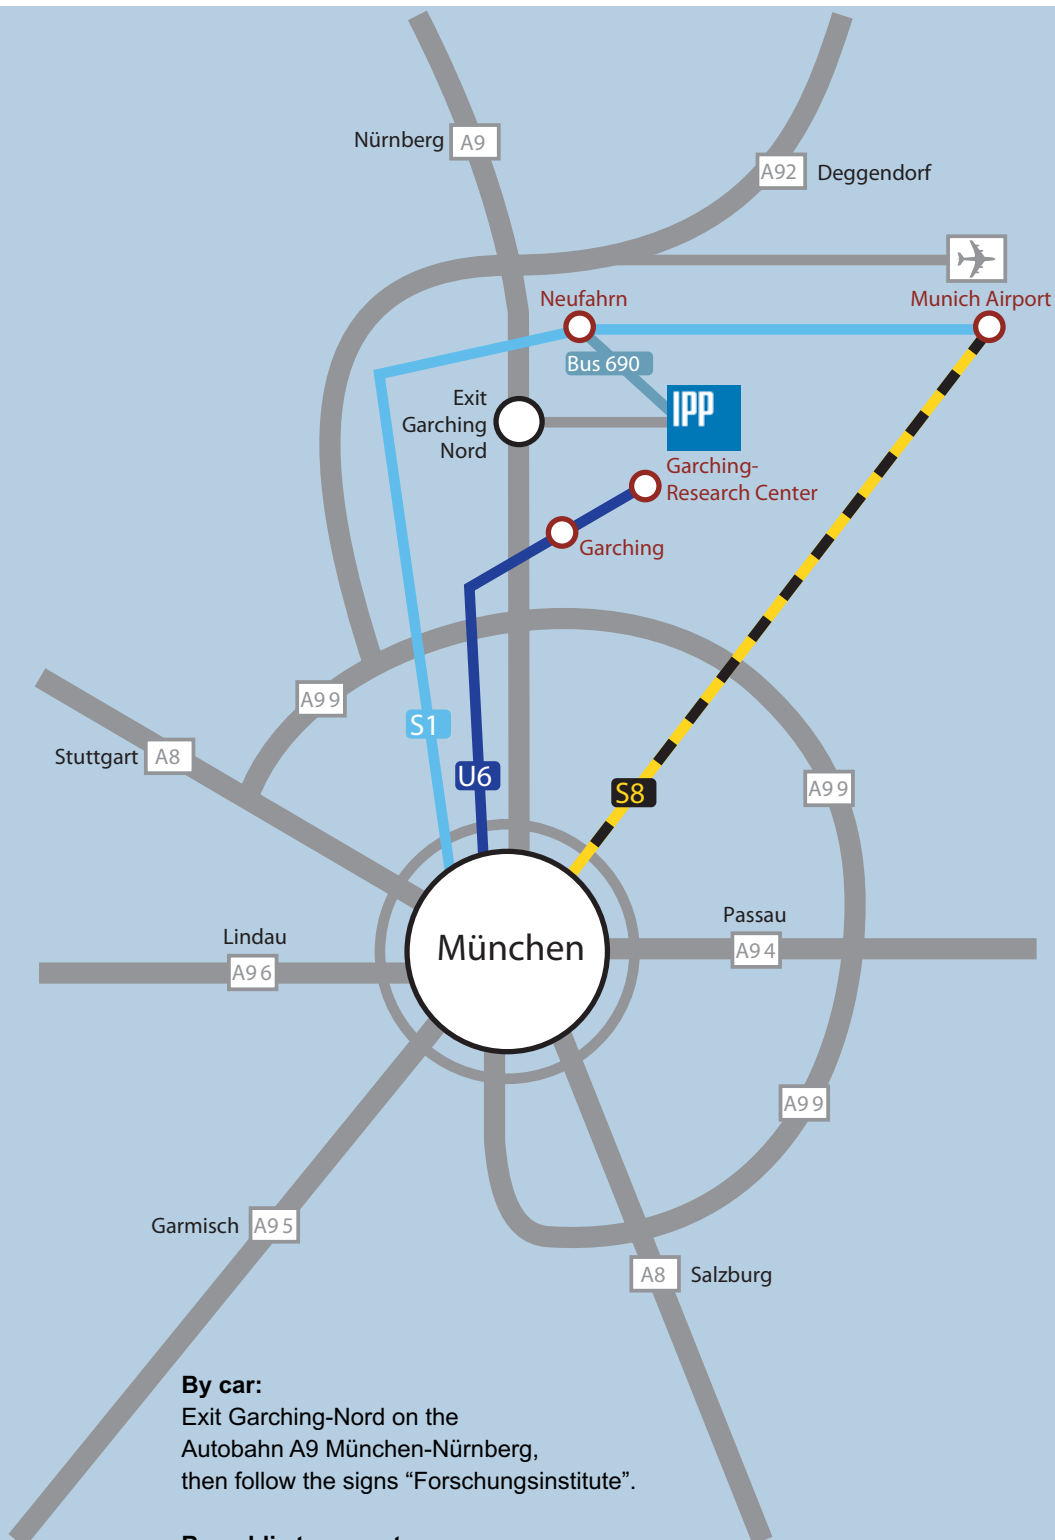 Nürnberg
A9
A92
Deggendorf
Neufahrn
Munich Airport
Bus 690
Exit
Garching
Nord
IPP
Garching-
Research Center
Garching
A99
S1
Stuttgart
A8
U6
S8
A99
Passau
Lindau
München
A94
A96
A99
Garmisch
A95
A8
Salzburg
By car:
Exit Garching-Nord on the
Autobahn A9 München-Nürnberg,
then follow the signs “Forschungsinstitute”.